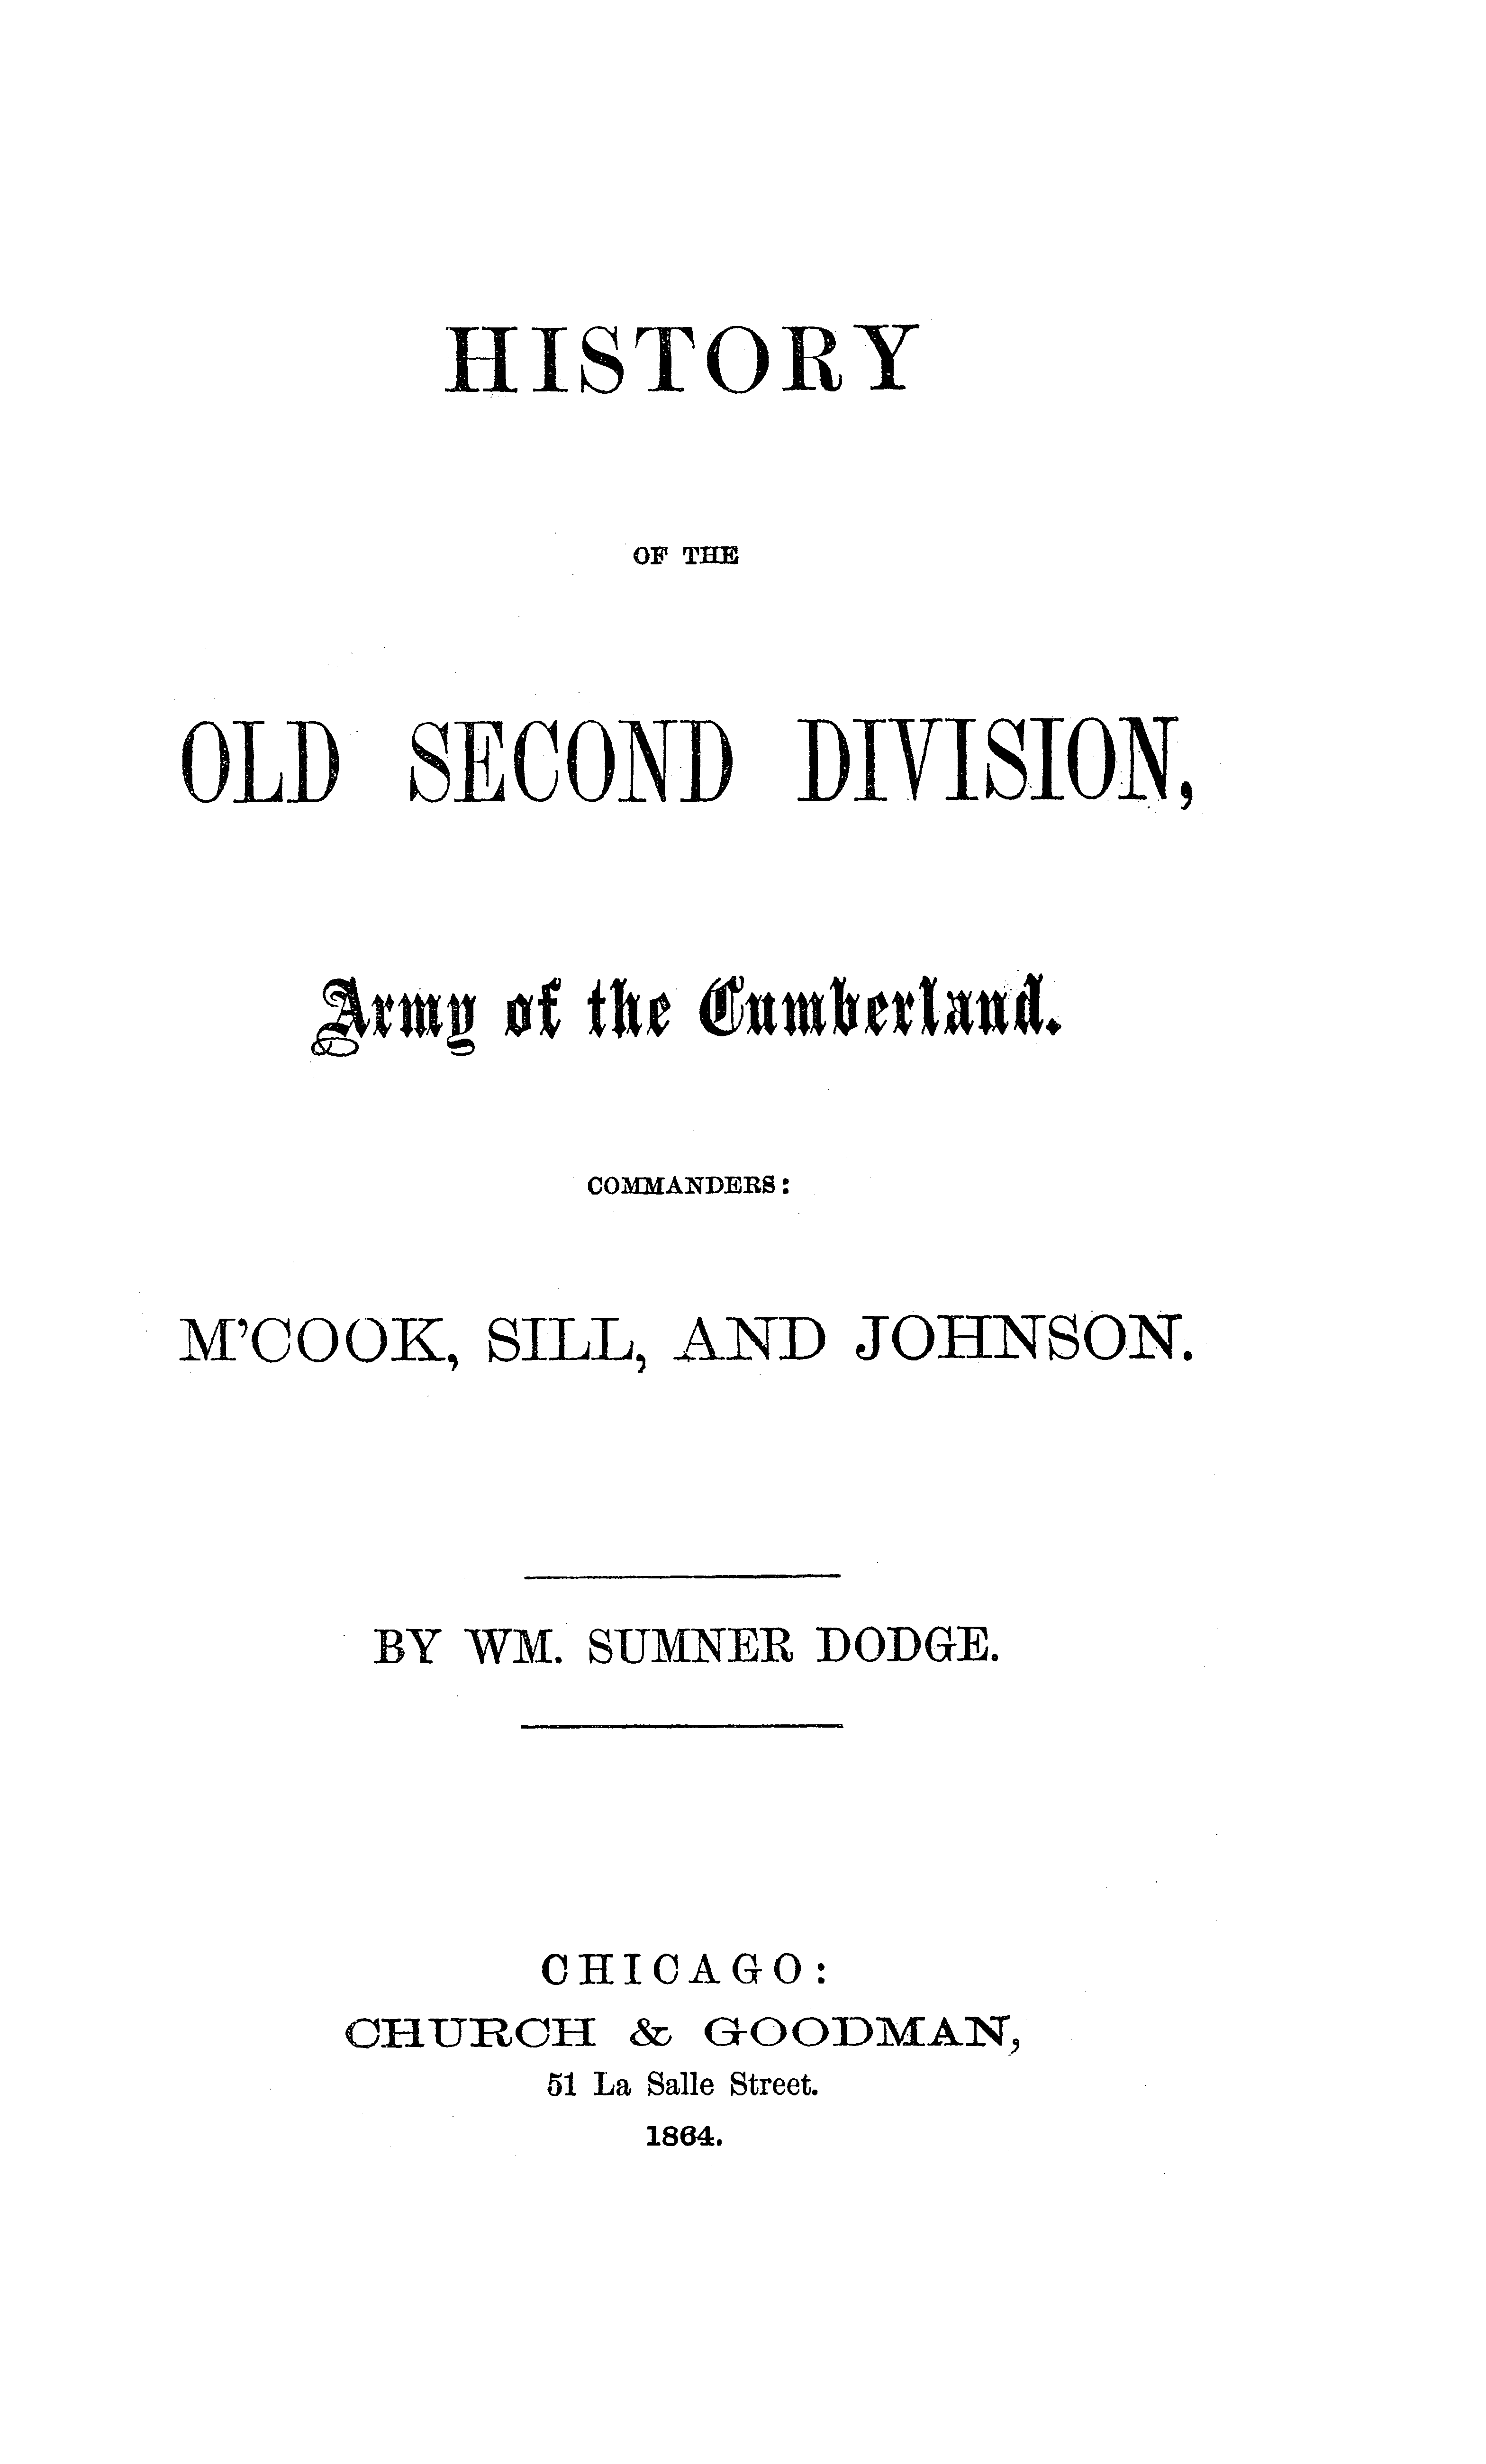 HISTORY
OF THE
OLD SECOND DIVISION,
Army of the Cumberland.
COMMANDERS:
M'COOK, SILL, AND JOHNSON.
BY WM. SUMNER DODGE.
CHICAGO:
CHURCH & GOODMAN,
51 La Salle Street.
1864.